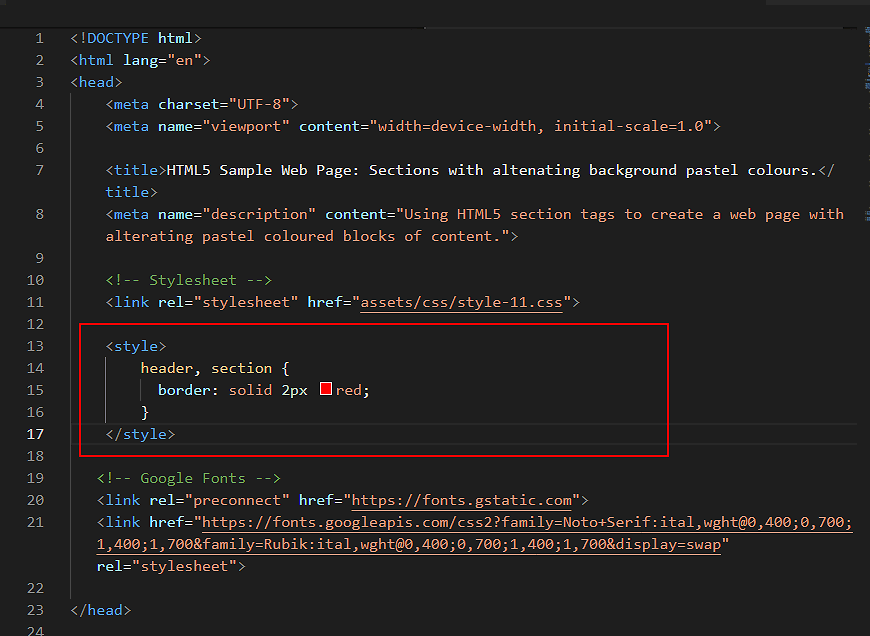 1 <!DOCTYPE html>
2 <html lang="en">
3 <head>
4 <meta charset="UTF-8">
5 <meta name="viewport" content="width=device-width, initial-scale=1.0">
6
7 <title>HTML5 Sample Web Page: Sections with altenating background pastel colours.</
title>
8 <meta name="description" content="Using HTML5 section tags to create a web page with
alterating pastel coloured blocks of content.">
9
10 <!-- Stylesheet -->
11 <link rel="stylesheet" href="assets/css/style-11.css">
12
13 <style>
14 header, section {
15 border: solid 2px red;
16 }
17 </style>
18
19 <!-- Google Fonts -->
20 <link rel="preconnect" href="https://fonts.gstatic.com">
21 <link href="https://fonts.googleapis.com/css2?family=Noto+Serif:ital,wght@0,400;0,700;
1,400;1,700&family=Rubik:ital,wght@0,400;0,700;1,400;1,700&display=swap"
rel="stylesheet">
22
23 </head>
24